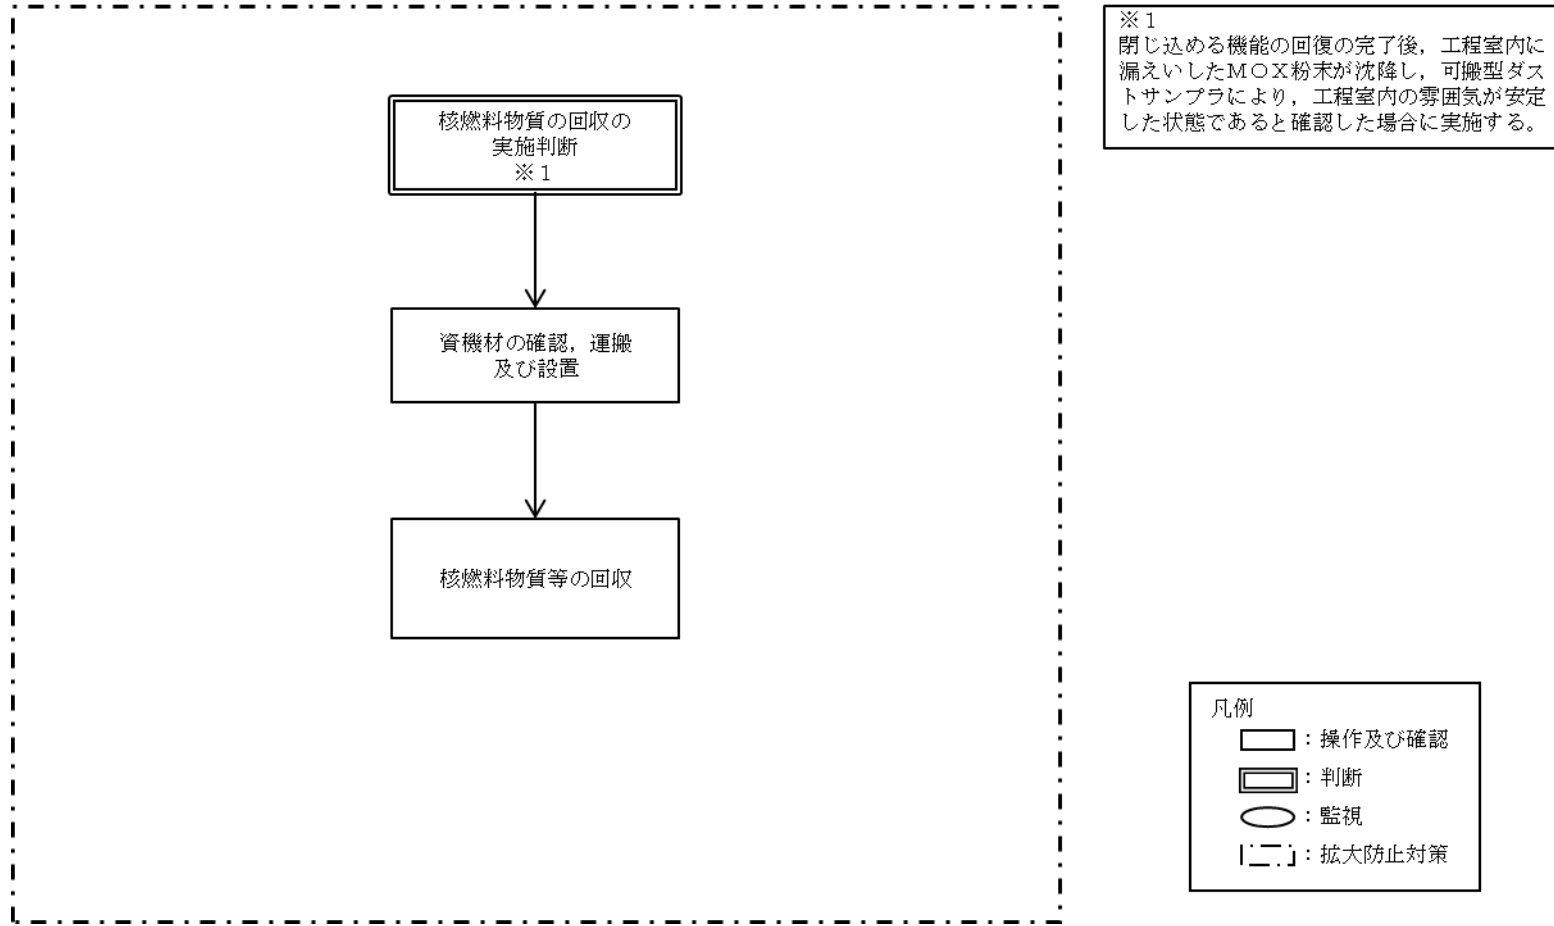 核燃料物質の回収の
実施判断
※１
資機材の確認，運搬
及び設置
核燃料物質等の回収
※１
閉じ込める機能の回復の完了後，工程室内に
漏えいしたＭＯＸ粉末が沈降し，可搬型ダス
トサンプラにより，工程室内の雰囲気が安定
した状態であると確認した場合に実施する。
凡例
：操作及び確認
：判断
：監視
：拡大防止対策